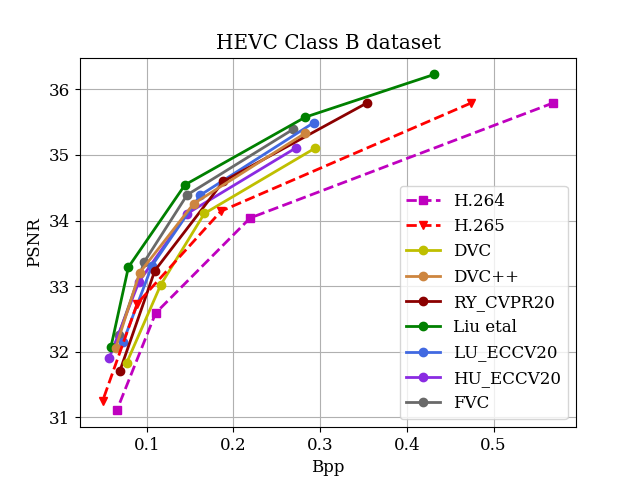 HEVC Class B dataset
PSNR
36
35
34
33
32
31
0.1 0.2 0.3 0.4 0.5
Bpp
H.264
H.265
DVC
DVC++
RY_CVPR20
Liu etal
LU_ECCV20
HU_ECCV20
FVC